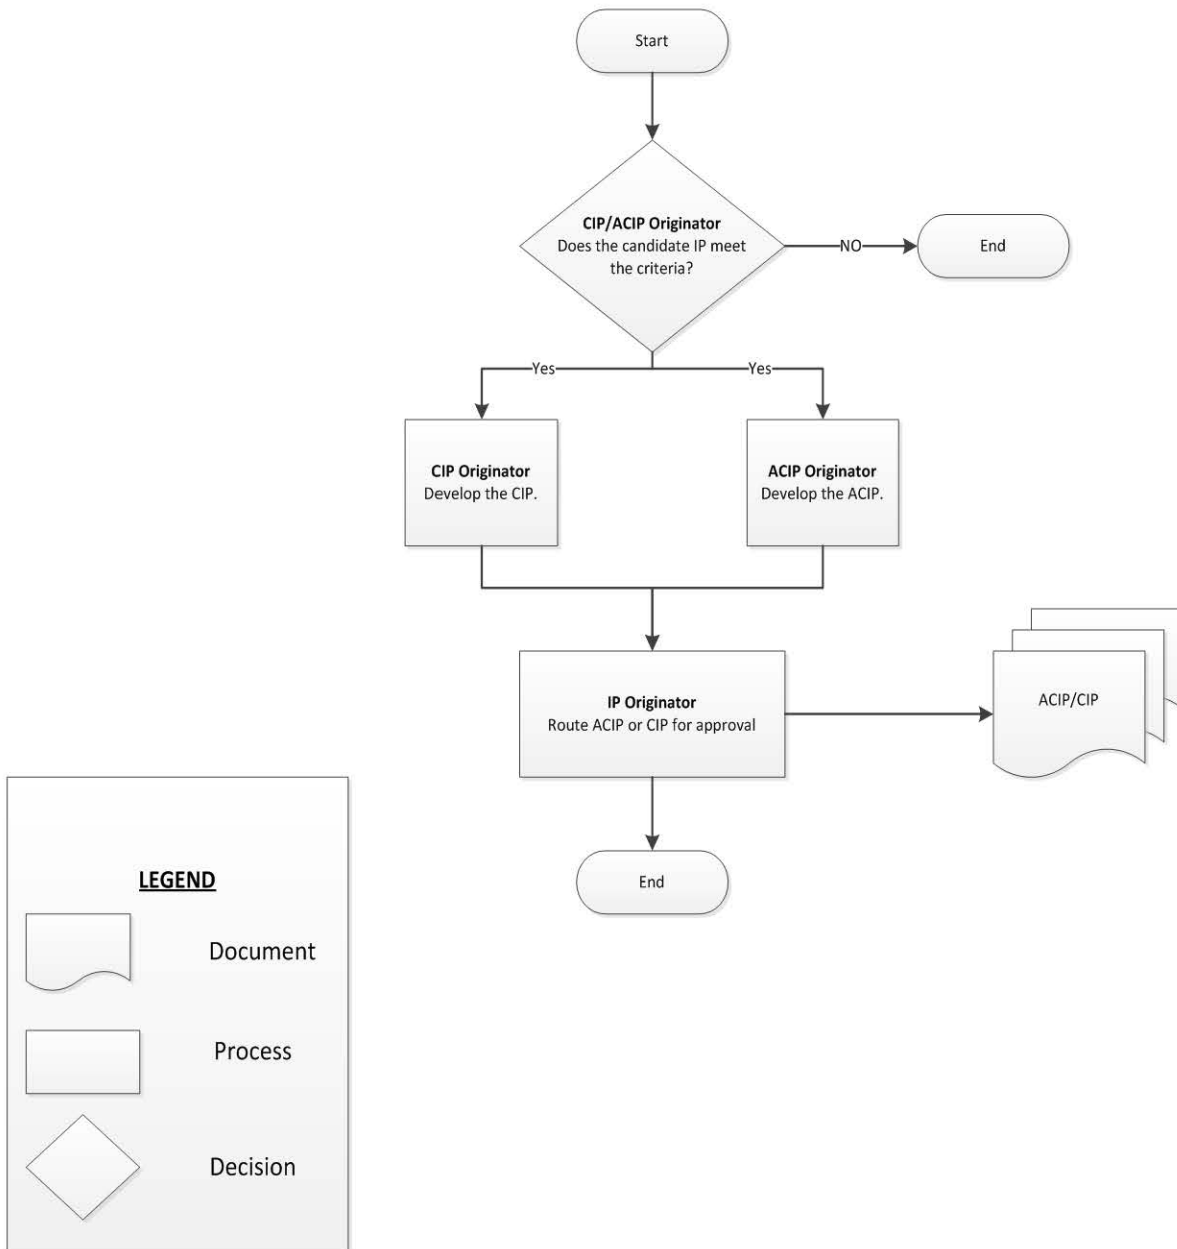 Start
CIP/ACIP Originator
Does the candidate IP meet
the criteria?
NO
End
Yes
Yes
CIP Originator
Develop the CIP.
ACIP Originator
Develop the ACIP.
IP Originator
Route ACIP or CIP for approval
ACIP/CIP
End
LEGEND
Document
Process
Decision